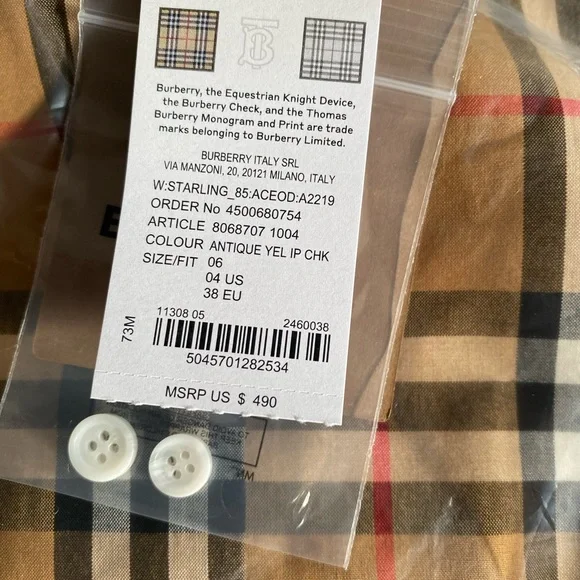 Burberry, the Equestrian Knight Device,
the Burberry Check, and the Thomas
Burberry Monogram and Print are trade
marks belonging to Burberry Limited.
BURBERRY ITALY SRL
VIA MANZONI, 20, 20121 MILANO, ITALY
W:STARLING_85:ACEOD:A2219
ORDER No 4500680754
ARTICLE 8068707 1004
COLOUR ANTIQUE YEL IP CHK
SIZE/FIT 06
04 US
38 EU
73M
11308 05 2460038
5045701282534
MSRP US $ 490